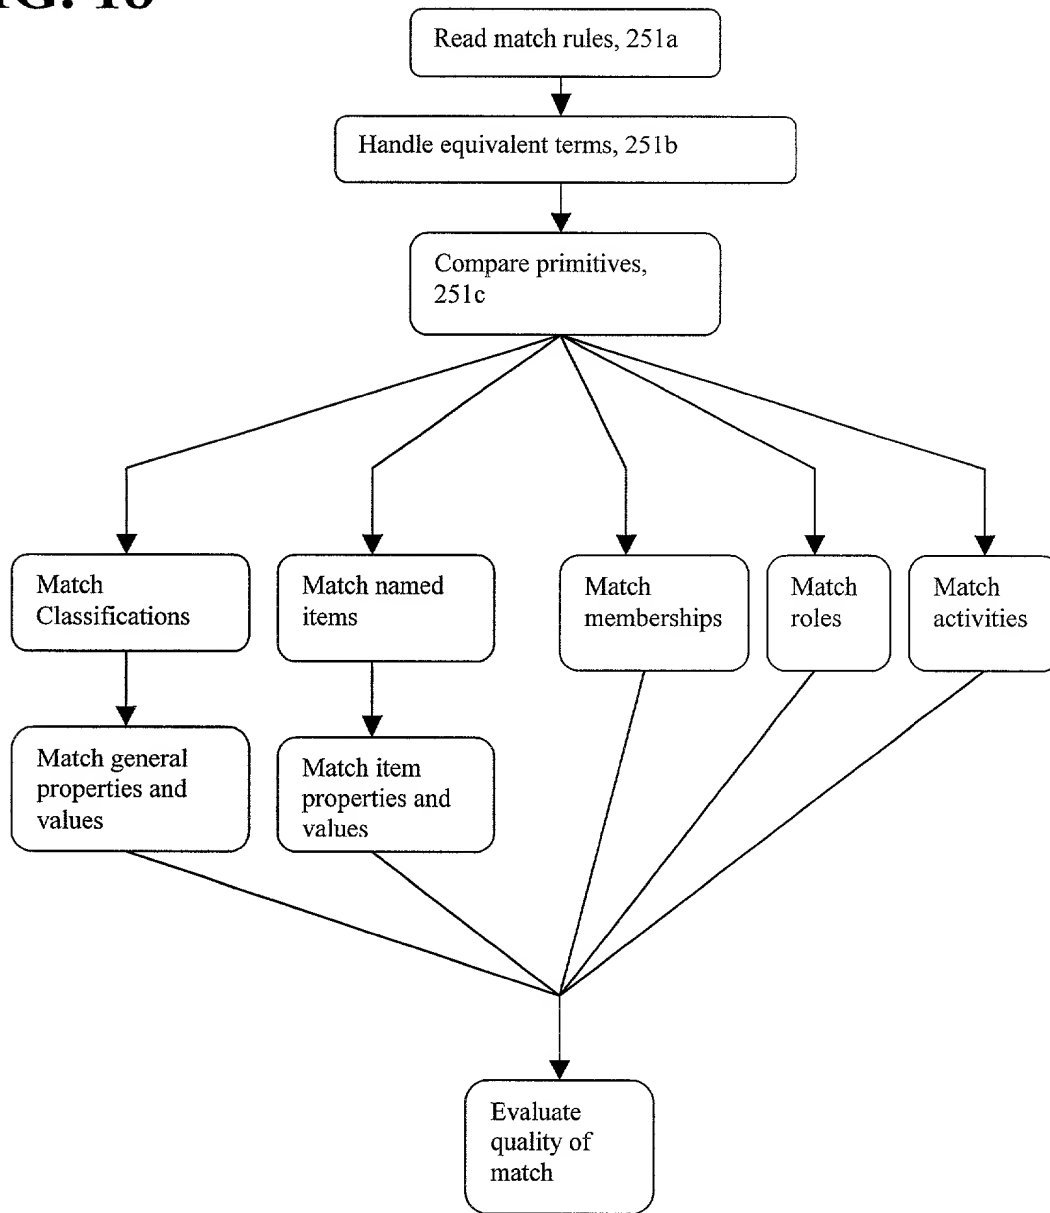 Read match rules, 251a
Handle equivalent terms, 251b
Compare primitives,
251c
Match
Classifications
Match named
items
Match
memberships
Match
roles
Match
activities
Match general
properties and
values
Match item
properties and
values
Evaluate
quality of
match